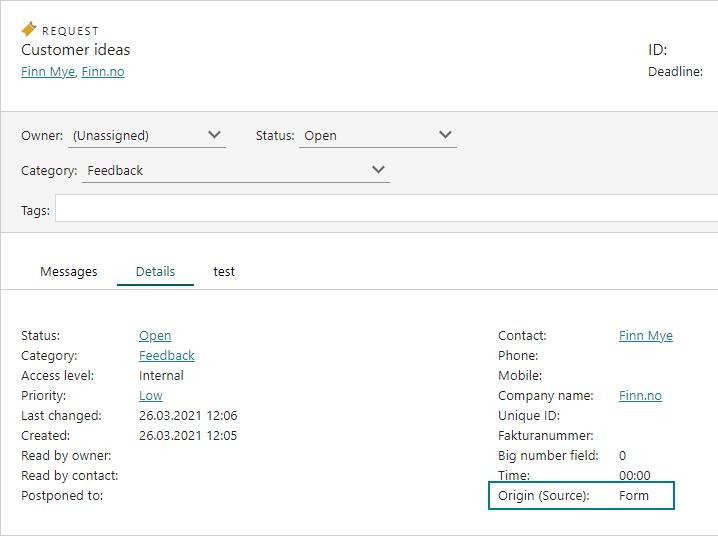 REQUEST
Customer ideas
ID:
Finn Mye, Finn.no
Deadline:
Owner: (Unassigned) Status: Open
Category: Feedback
Tags:
Messages Details test
Status: Open Contact: Finn Mye
Category: Feedback Phone:
Access level: Internal Mobile:
Priority: Low Company name: Finn.no
Last changed: 26.03.2021 12:06 Unique ID:
Created: 26.03.2021 12:05 Fakturanummer:
Read by owner: Big number field: 0
Read by contact: Time: 00:00
Postponed to: Origin (Source): Form